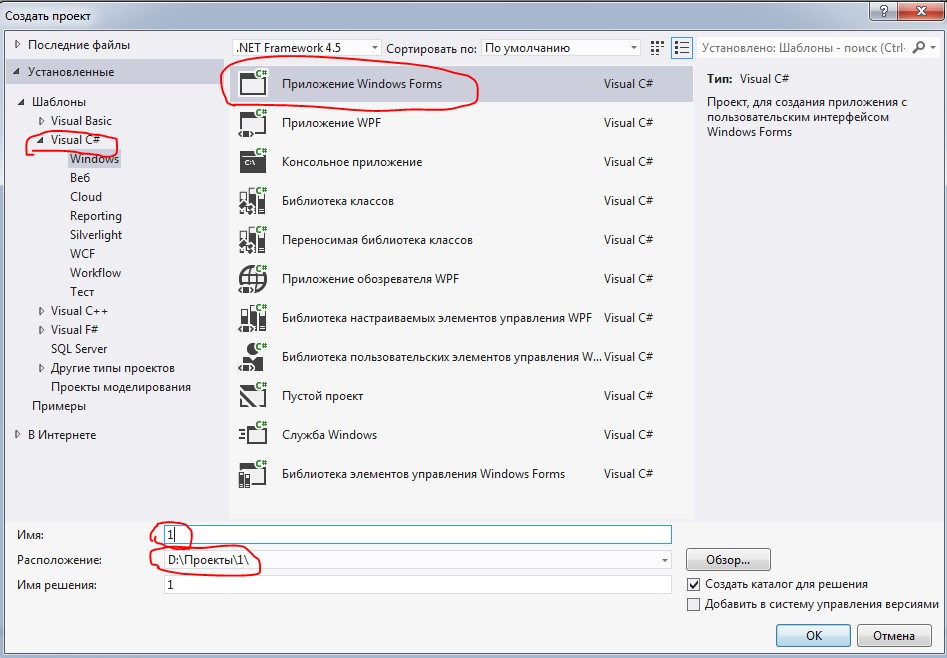 Создать проект
Последние файлы
Установленные
Шаблоны
Visual Basic
Visual C#
Windows
Веб
Cloud
Reporting
Silverlight
WCF
Workflow
Тест
Visual C++
Visual F#
SQL Server
Другие типы проектов
Проекты моделирования
Примеры
В Интернете
.NET Framework 4.5 Сортировать по: По умолчанию
C# Приложение Windows Forms Visual C#
C# Приложение WPF Visual C#
C# C:\ Консольное приложение Visual C#
C# Библиотека классов Visual C#
C# Переносимая библиотека классов Visual C#
C# Приложение обозревателя WPF Visual C#
C# Библиотека настраиваемых элементов управления WPF Visual C#
C# Библиотека пользовательских элементов управления W... Visual C#
C# Пустой проект Visual C#
C# Служба Windows Visual C#
C# Библиотека элементов управления Windows Forms Visual C#
Установлено: Шаблоны - поиск (Ctrl-
Тип: Visual C#
Проект, для создания приложения с
пользовательским интерфейсом
Windows Forms
Имя: 1
Расположение: D:\Проекты\1\
Имя решения: 1
Обзор...
Создать каталог для решения
Добавить в систему управления версиями
OK Отмена